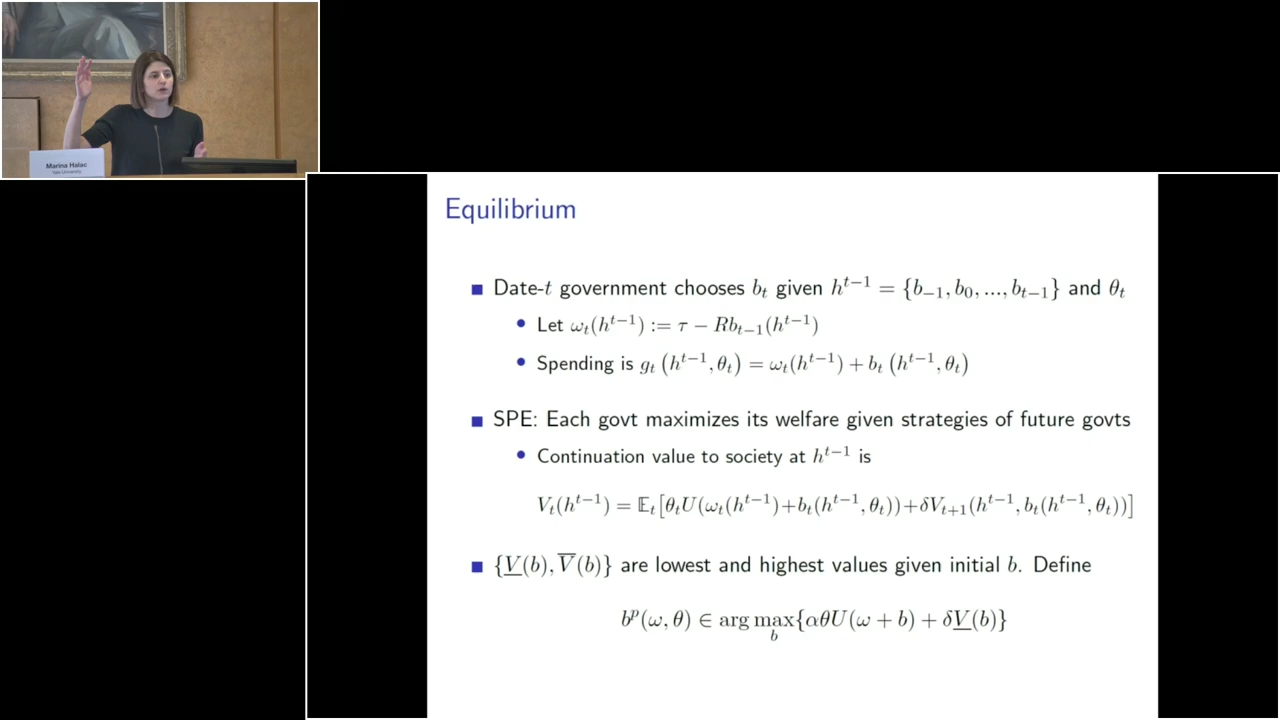 Marina Halac
Yale University
Equilibrium
Date-t government chooses b_t given h^{t−1} = {b_{−1}, b_0, ..., b_{t−1}} and θ_t
Let ω_t(h^{t−1}) := τ − Rb_{t−1}(h^{t−1})
Spending is g_t (h^{t−1}, θ_t) = ω_t(h^{t−1}) + b_t (h^{t−1}, θ_t)
SPE: Each govt maximizes its welfare given strategies of future govts
Continuation value to society at h^{t−1} is
V_t(h^{t−1}) = 𝔼_t[θ_tU(ω_t(h^{t−1})+b_t(h^{t−1}, θ_t))+δV_{t+1}(h^{t−1}, b_t(h^{t−1}, θ_t))]
{V̲(b), V̅(b)} are lowest and highest values given initial b. Define
b^p(ω, θ) ∈ arg max_b{αθU(ω + b) + δV̲(b)}